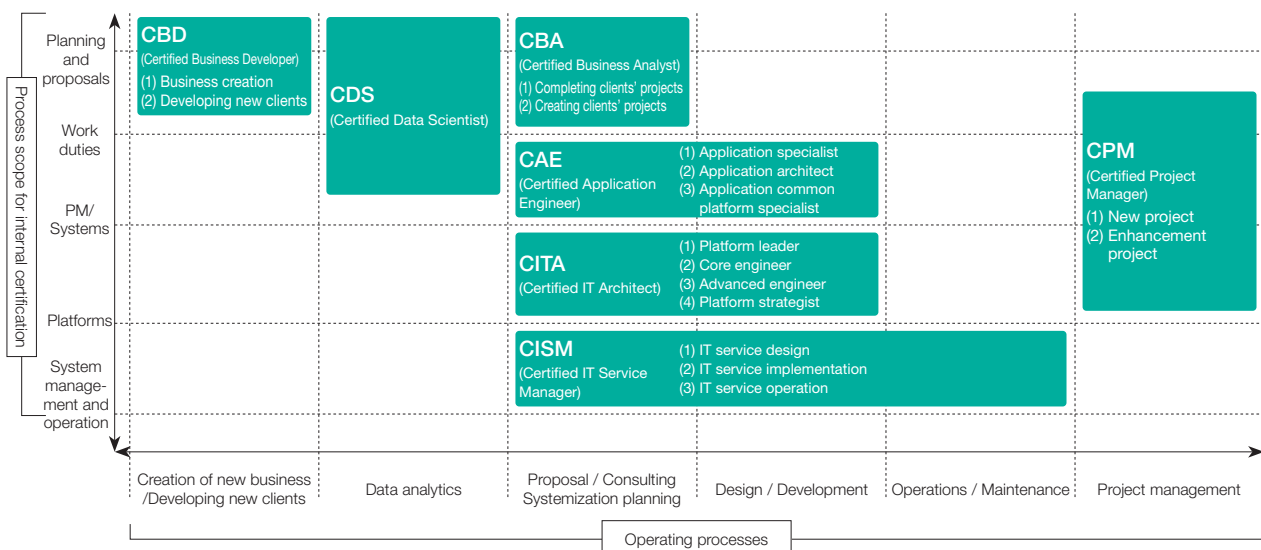 Process scope for internal certification
Planning
and
proposals
Work
duties
PM/
Systems
Platforms
System
manage-
ment and
operation
CBD
(Certified Business Developer)
(1) Business creation
(2) Developing new clients
CDS
(Certified Data Scientist)
CBA
(Certified Business Analyst)
(1) Completing clients' projects
(2) Creating clients' projects
CAE
(Certified Application
Engineer)
(1) Application specialist
(2) Application architect
(3) Application common
platform specialist
CITA
(Certified IT Architect)
(1) Platform leader
(2) Core engineer
(3) Advanced engineer
(4) Platform strategist
CISM
(Certified IT Service
Manager)
(1) IT service design
(2) IT service implementation
(3) IT service operation
CPM
(Certified Project
Manager)
(1) New project
(2) Enhancement
project
Creation of new business
/Developing new clients
Data analytics
Proposal / Consulting
Systemization planning
Design / Development
Operations / Maintenance
Project management
Operating processes